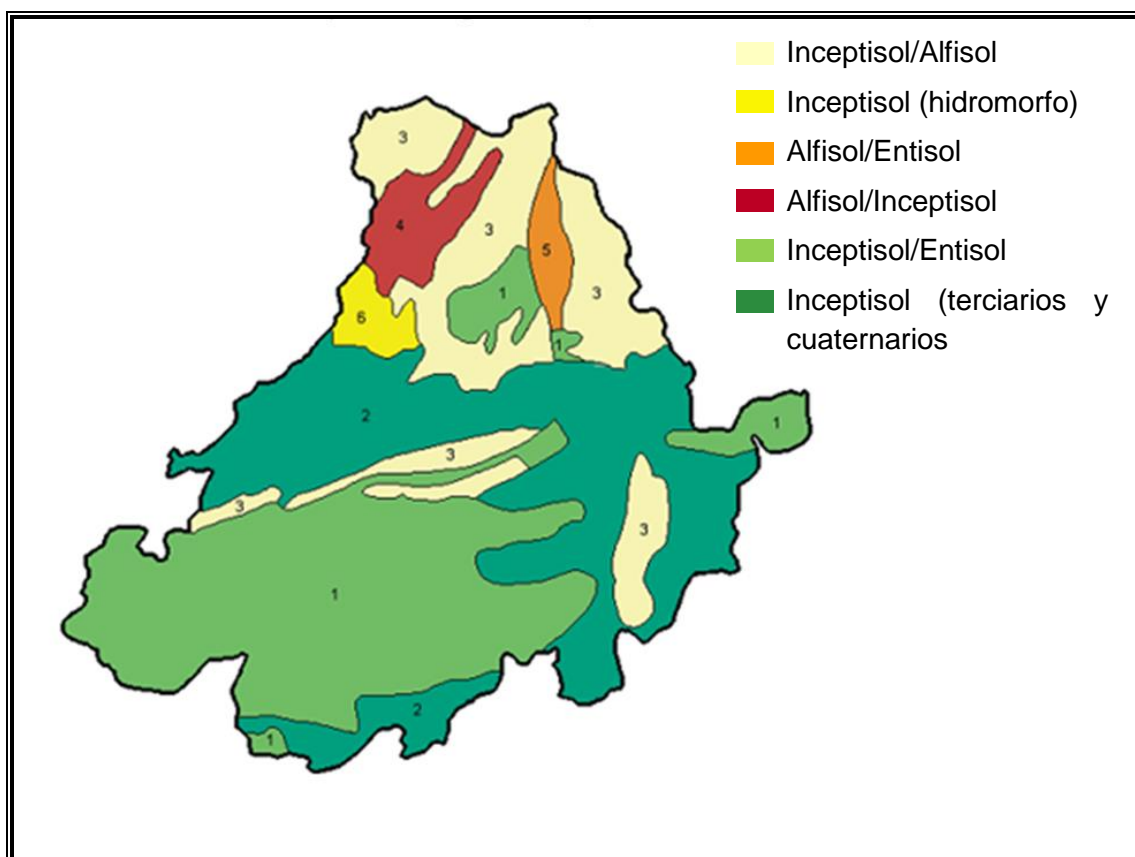 Inceptisol/Alfisol
Inceptisol (hidromorfo)
Alfisol/Entisol
Alfisol/Inceptisol
Inceptisol/Entisol
Inceptisol (terciarios y
cuaternarios
3
4
3
5
3
1
6
1
2
1
3
3
3
1
2
1